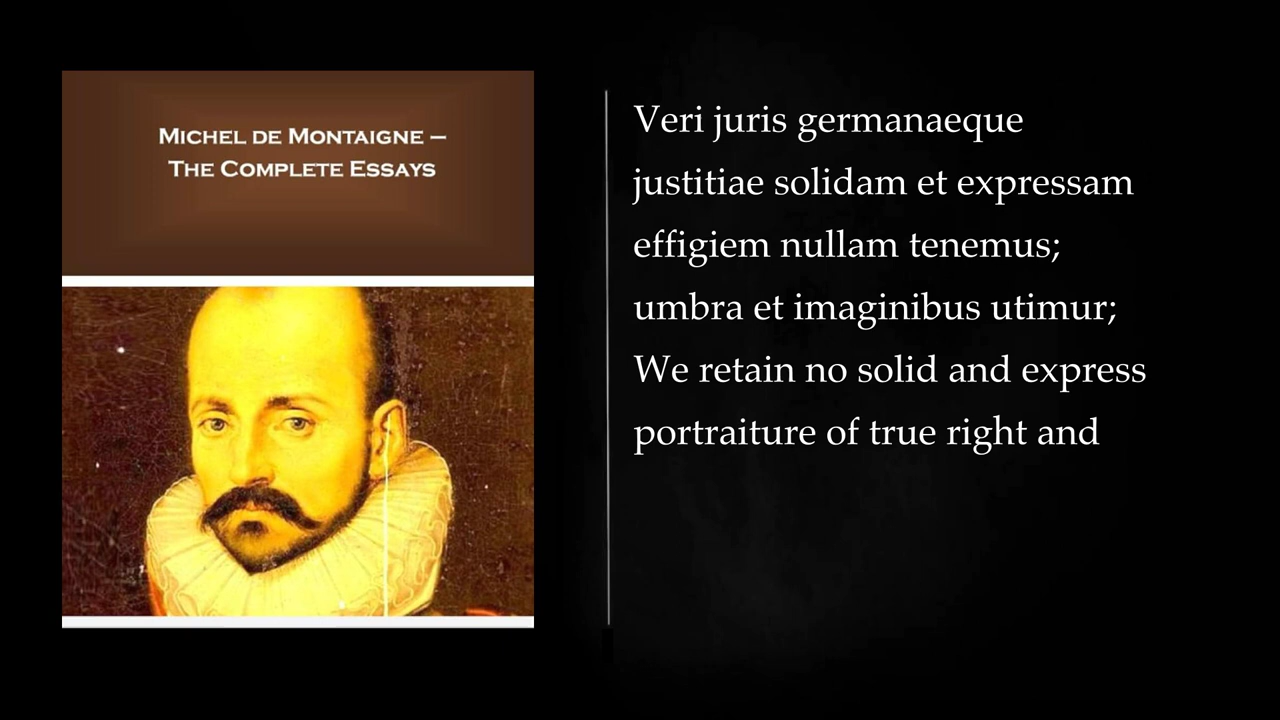 MICHEL DE MONTAIGNE –
THE COMPLETE ESSAYS
Veri juris germanaeque
justitiae solidam et expressam
effigiem nullam tenemus;
umbra et imaginibus utimur;
We retain no solid and express
portraiture of true right and